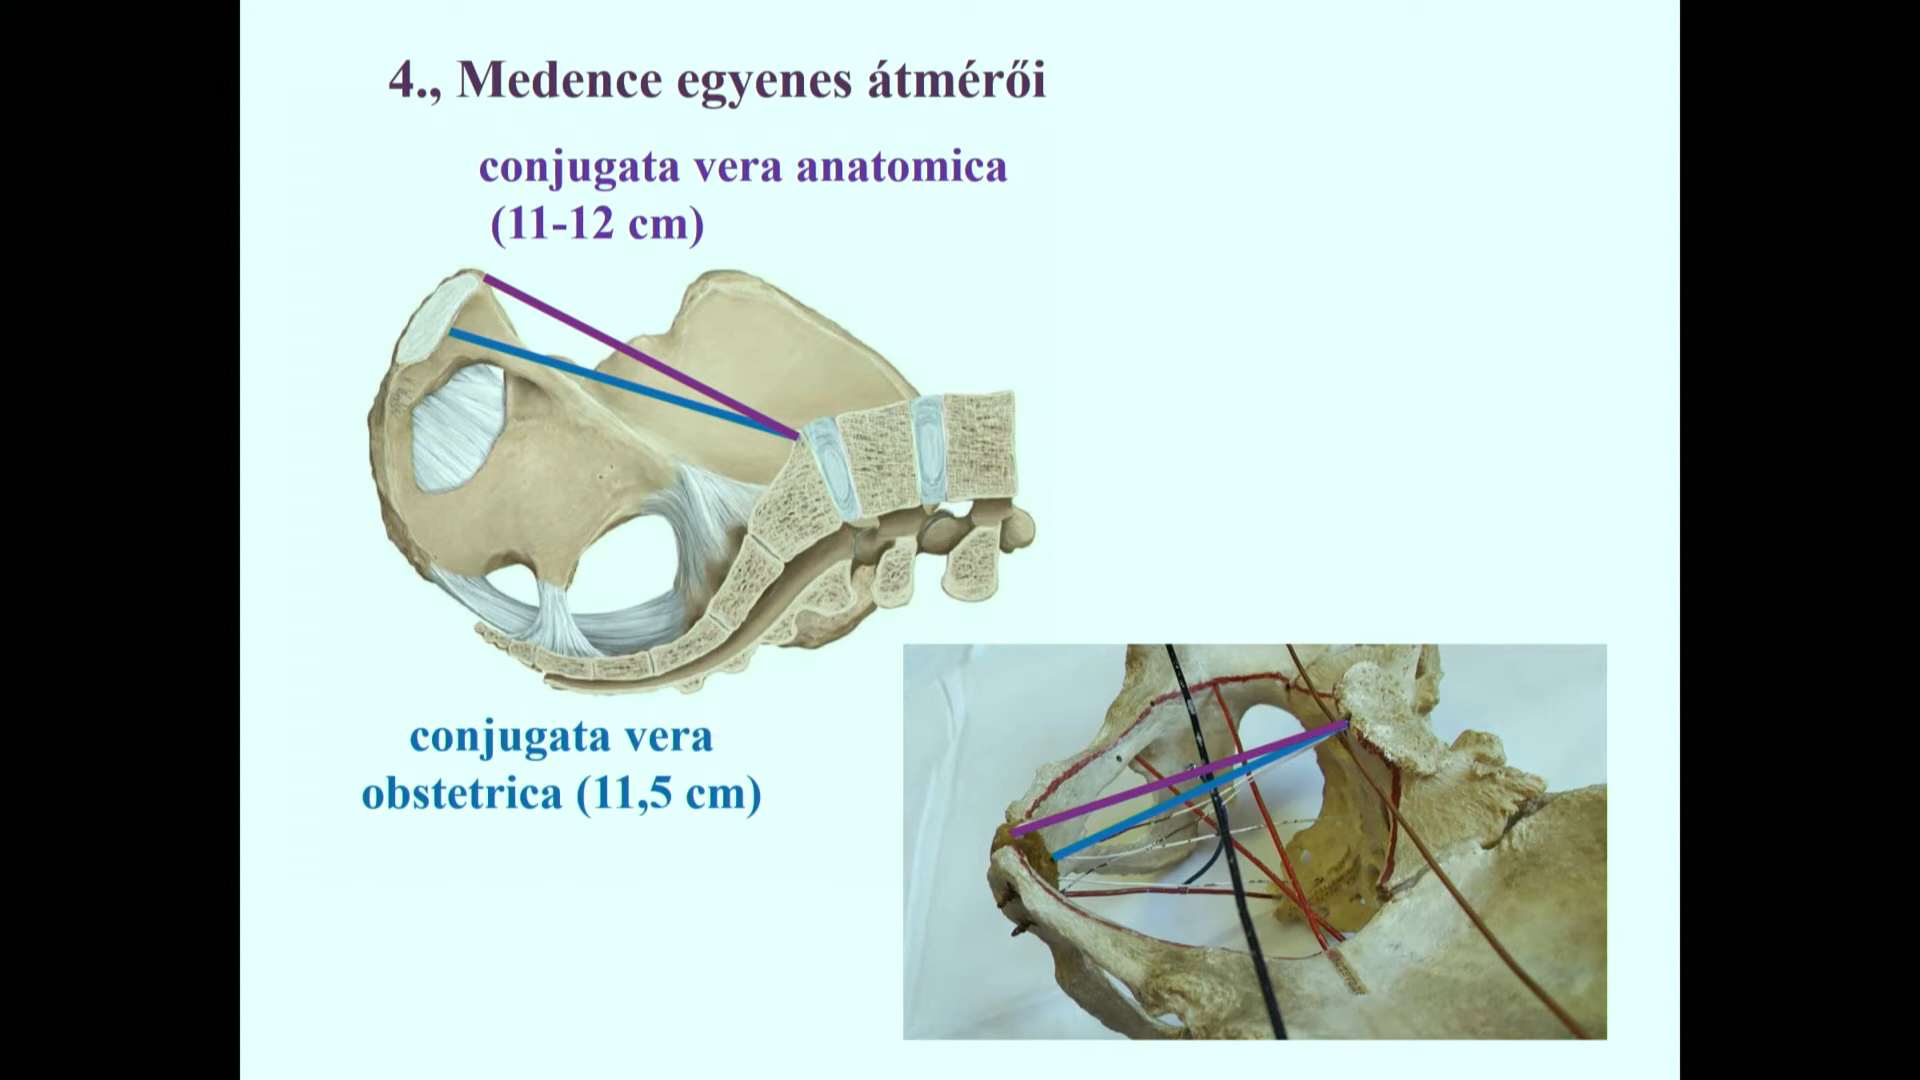 4., Medence egyenes átmérői
conjugata vera anatomica
(11-12 cm)
conjugata vera
obstetrica (11,5 cm)